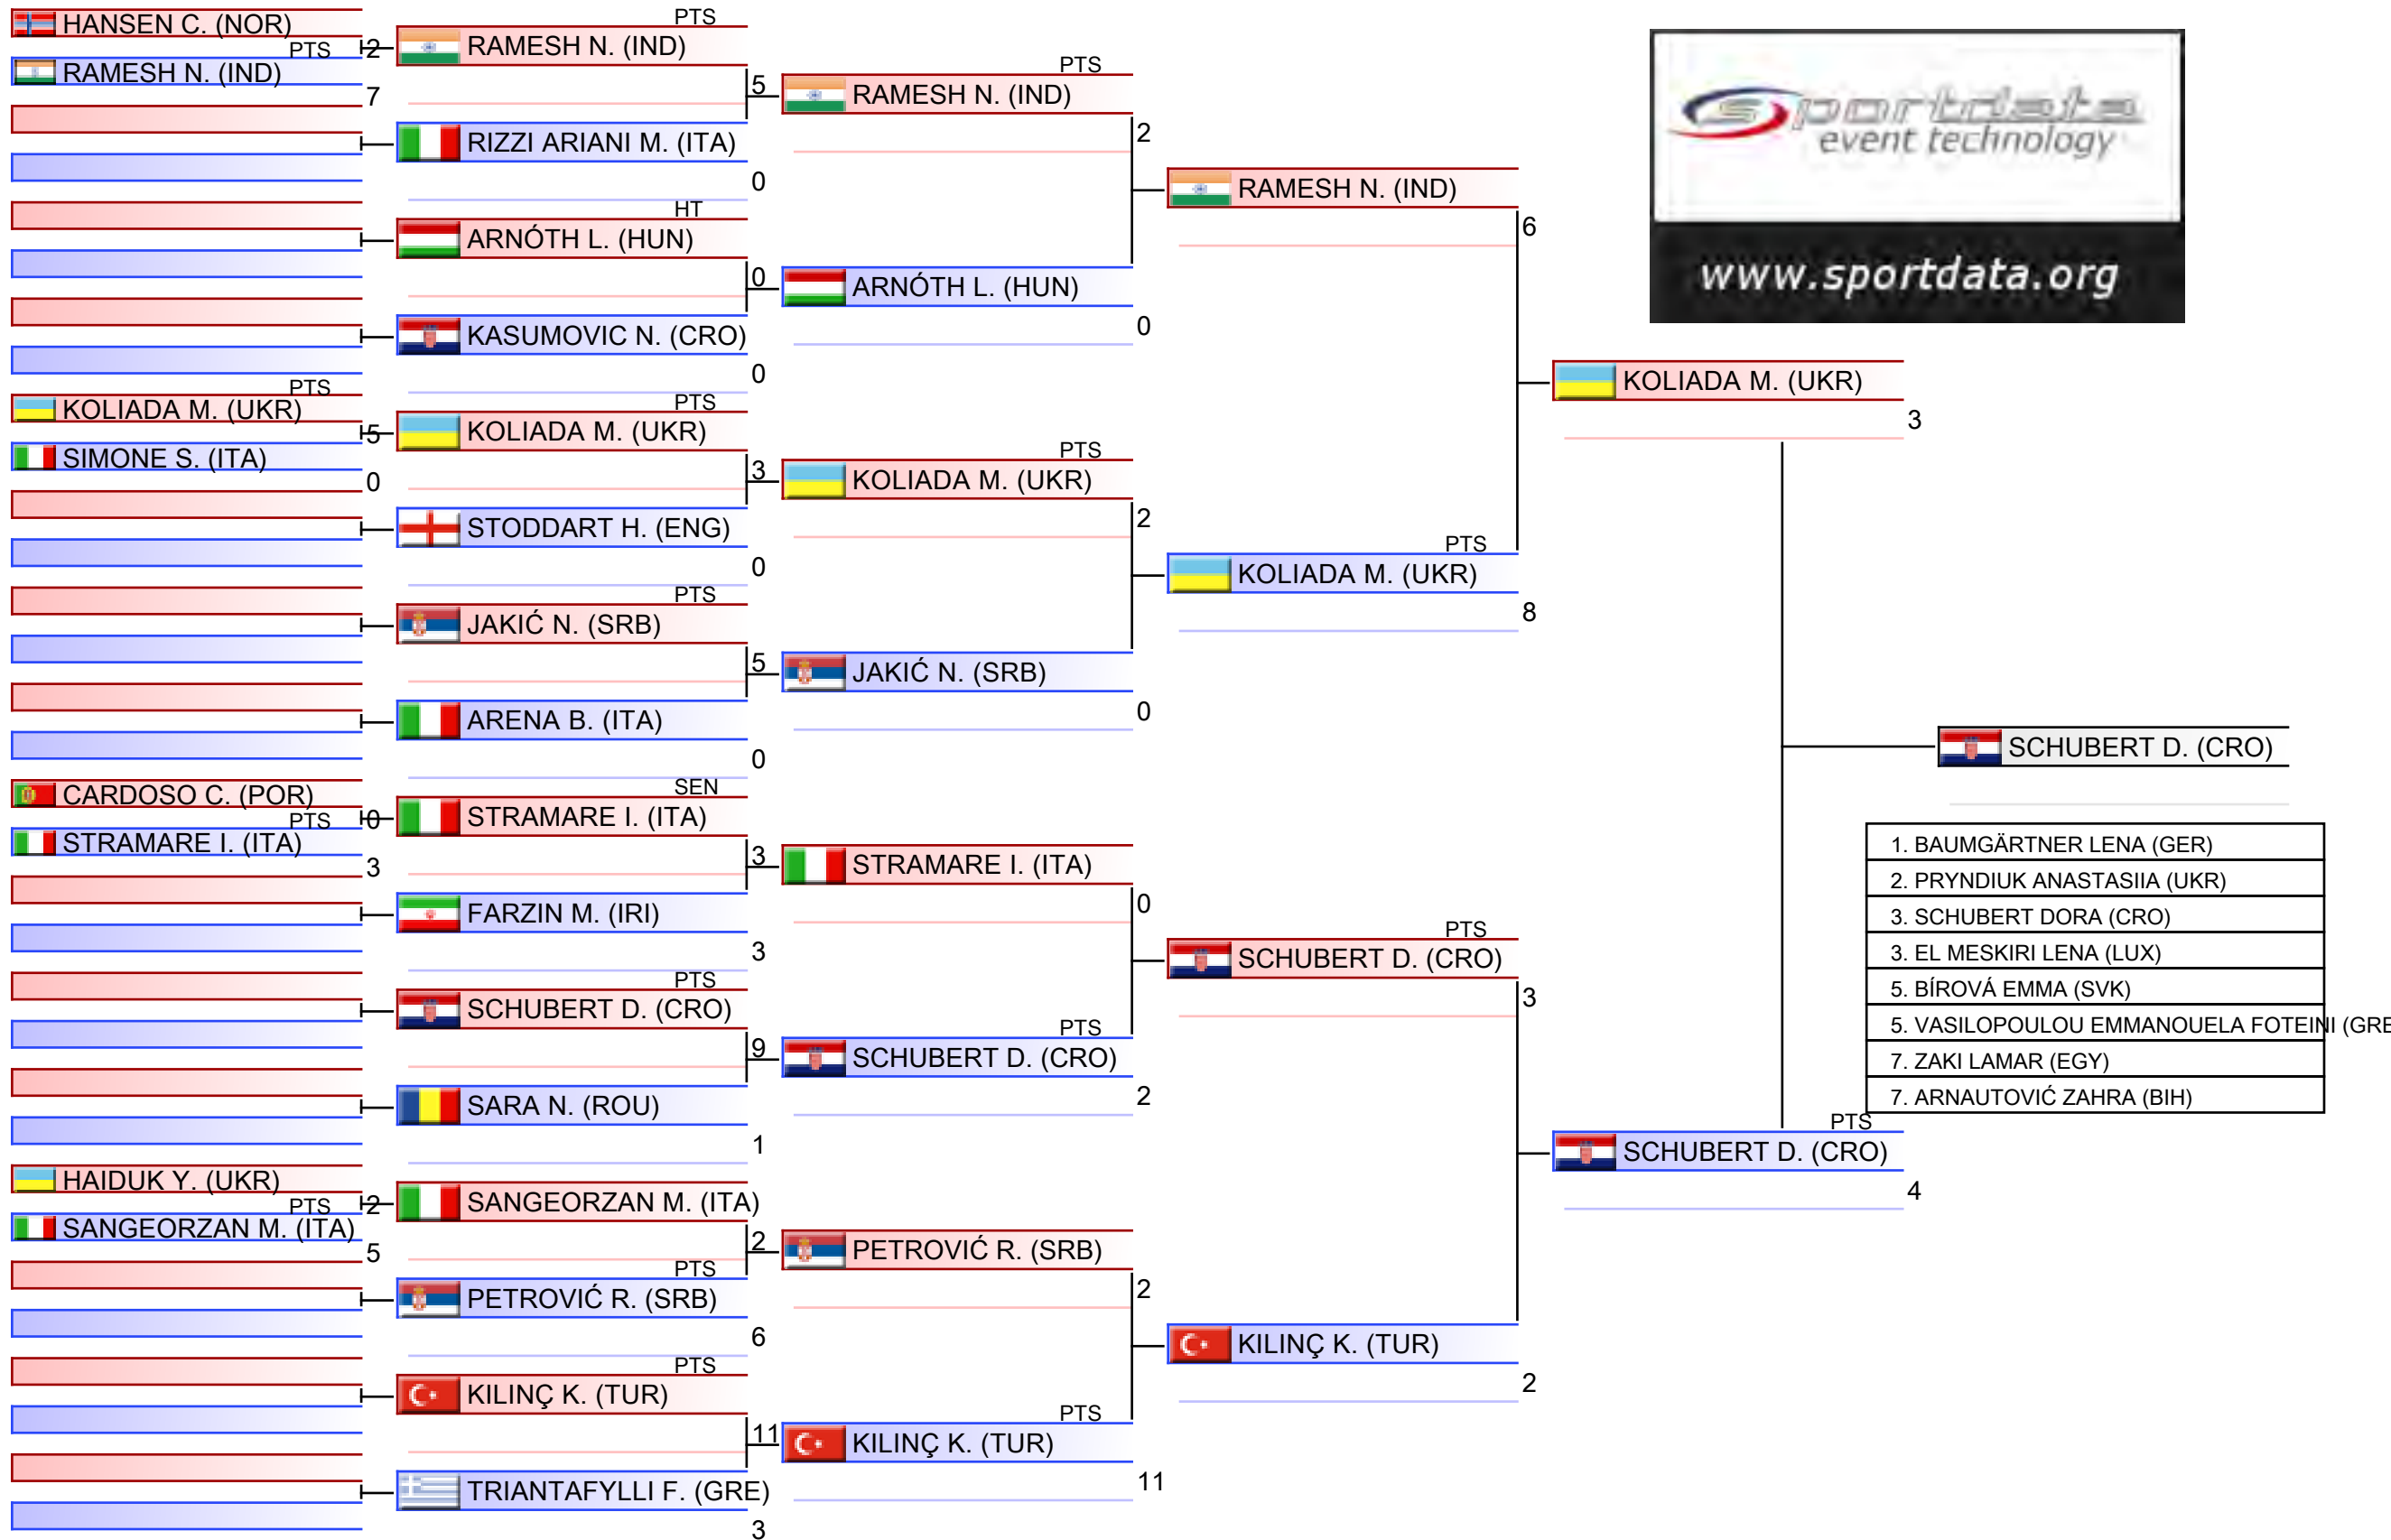 HANSEN C. (NOR)
PTS
2
RAMESH N. (IND)
7
KOLIADA M. (UKR)
PTS
5
SIMONE S. (ITA)
0
CARDOSO C. (POR)
PTS
0
STRAMARE I. (ITA)
3
HAIDUK Y. (UKR)
PTS
2
SANGEORZAN M. (ITA)
5
PTS
RAMESH N. (IND)
5
RIZZI ARIANI M. (ITA)
0
HT
ARNÓTH L. (HUN)
0
KASUMOVIC N. (CRO)
0
PTS
KOLIADA M. (UKR)
3
STODDART H. (ENG)
0
PTS
JAKIĆ N. (SRB)
5
ARENA B. (ITA)
0
SEN
STRAMARE I. (ITA)
3
FARZIN M. (IRI)
3
PTS
SCHUBERT D. (CRO)
9
SARA N. (ROU)
1
SANGEORZAN M. (ITA)
2
PTS
PETROVIĆ R. (SRB)
6
PTS
KILINÇ K. (TUR)
11
TRIANTAFYLLI F. (GRE)
3
PTS
RAMESH N. (IND)
2
ARNÓTH L. (HUN)
0
PTS
KOLIADA M. (UKR)
2
JAKIĆ N. (SRB)
0
STRAMARE I. (ITA)
0
PTS
SCHUBERT D. (CRO)
2
PETROVIĆ R. (SRB)
2
PTS
KILINÇ K. (TUR)
11
RAMESH N. (IND)
6
PTS
KOLIADA M. (UKR)
8
PTS
SCHUBERT D. (CRO)
3
KILINÇ K. (TUR)
2
KOLIADA M. (UKR)
3
PTS
SCHUBERT D. (CRO)
4
SCHUBERT D. (CRO)
sportdata
event technology
www.sportdata.org
1. BAUMGÄRTNER LENA (GER)
2. PRYNDIUK ANASTASIIA (UKR)
3. SCHUBERT DORA (CRO)
3. EL MESKIRI LENA (LUX)
5. BÍROVÁ EMMA (SVK)
5. VASILOPOULOU EMMANOUELA FOTEINI (GRE
7. ZAKI LAMAR (EGY)
7. ARNAUTOVIĆ ZAHRA (BIH)